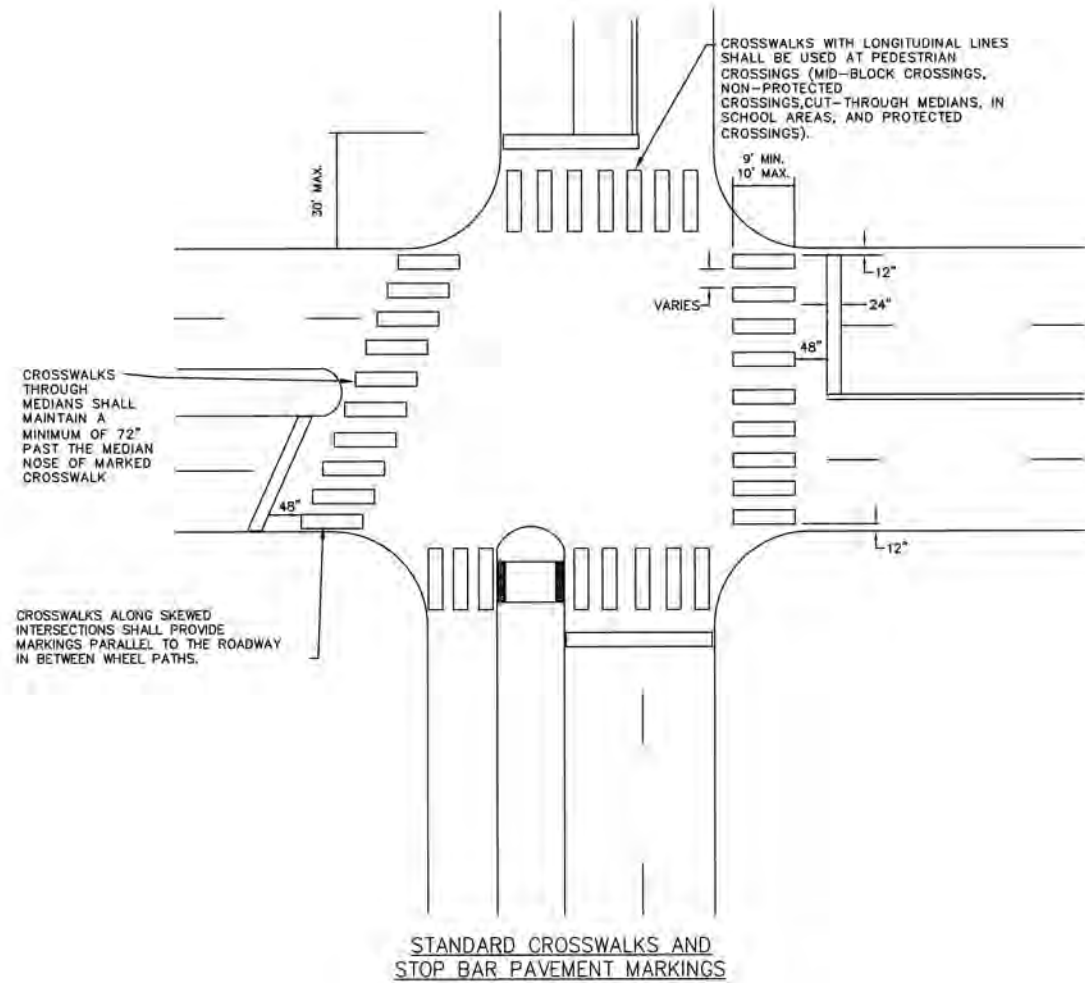 CROSSWALKS WITH LONGITUDINAL LINES
SHALL BE USED AT PEDESTRIAN
CROSSINGS (MID-BLOCK CROSSINGS,
NON-PROTECTED
CROSSINGS,CUT-THROUGH MEDIANS, IN
SCHOOL AREAS, AND PROTECTED
CROSSINGS).
9' MIN.
10' MAX.
30' MAX.
12"
VARIES
24"
48"
CROSSWALKS
THROUGH
MEDIANS SHALL
MAINTAIN A
MINIMUM OF 72"
PAST THE MEDIAN
NOSE OF MARKED
CROSSWALK
48"
12"
CROSSWALKS ALONG SKEWED
INTERSECTIONS SHALL PROVIDE
MARKINGS PARALLEL TO THE ROADWAY
IN BETWEEN WHEEL PATHS.
STANDARD CROSSWALKS AND
STOP BAR PAVEMENT MARKINGS